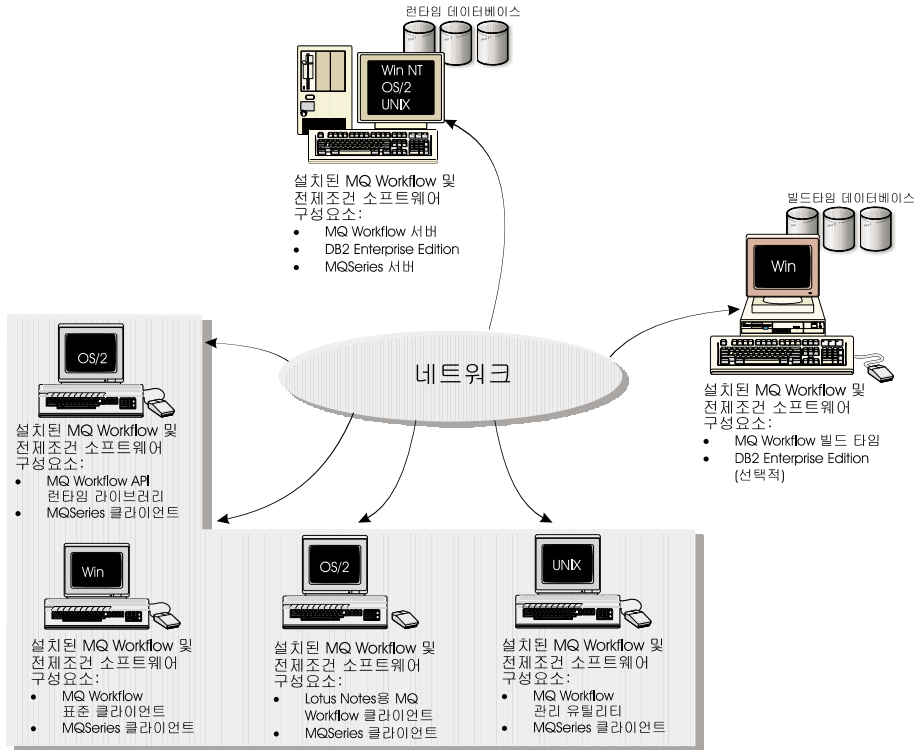 런타임 데이터베이스
Win NT
OS/2
UNIX
설치된 MQ Workflow 및
전제조건 소프트웨어
구성요소:
• MQ Workflow 서버
• DB2 Enterprise Edition
• MQSeries 서버
빌드타임 데이터베이스
Win
설치된 MQ Workflow 및
전제조건 소프트웨어
구성요소:
• MQ Workflow 빌드 타임
• DB2 Enterprise Edition
(선택적)
네트워크
OS/2
설치된 MQ Workflow 및
전제조건 소프트웨어
구성요소:
• MQ Workflow API
런타임 라이브러리
• MQSeries 클라이언트
Win
설치된 MQ Workflow 및
전제조건 소프트웨어
구성요소:
• MQ Workflow
표준 클라이언트
• MQSeries 클라이언트
OS/2
설치된 MQ Workflow 및
전제조건 소프트웨어
구성요소:
• Lotus Notes용 MQ
Workflow 클라이언트
• MQSeries 클라이언트
UNIX
설치된 MQ Workflow 및
전제조건 소프트웨어
구성요소:
• MQ Workflow
관리 유틸리티
• MQSeries 클라이언트